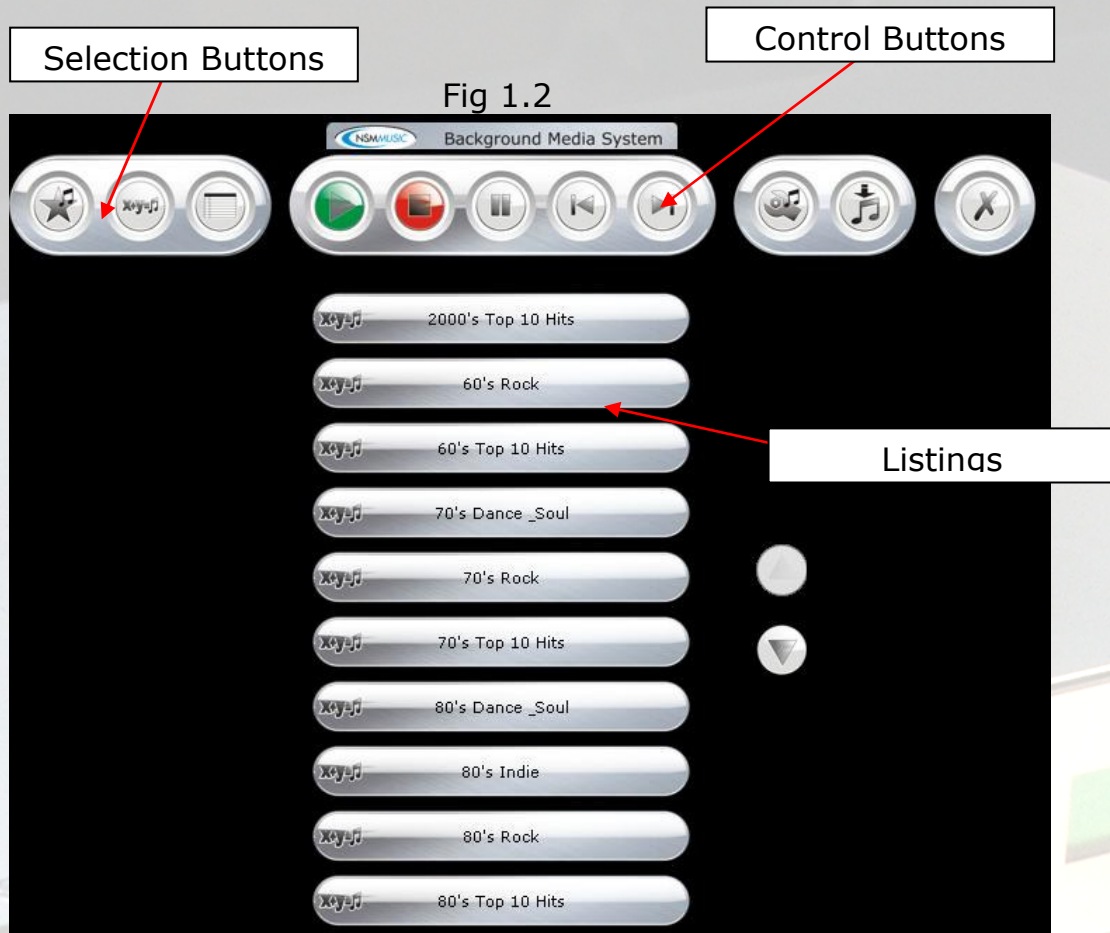 Control Buttons
Selection Buttons
Fig 1.2
NSMMUSIC Background Media System
x+y=♫
2000's Top 10 Hits
60's Rock
60's Top 10 Hits
Listings
70's Dance _Soul
70's Rock
70's Top 10 Hits
80's Dance _Soul
80's Indie
80's Rock
80's Top 10 Hits